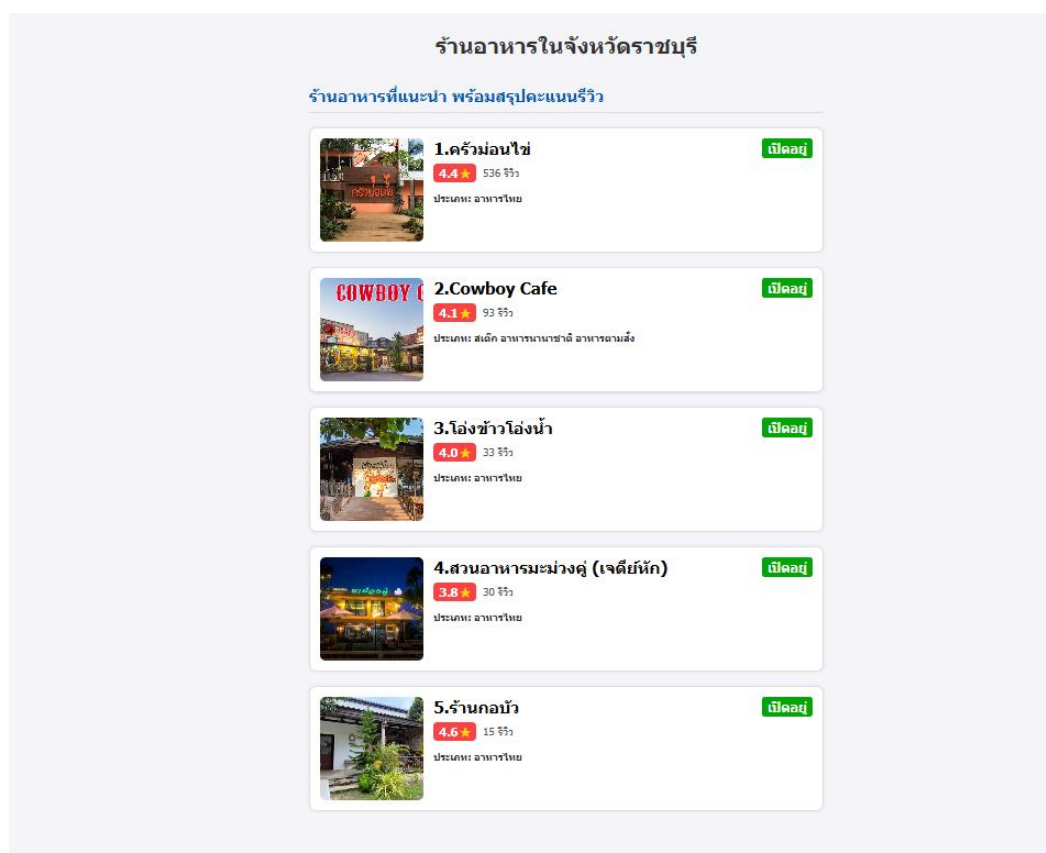 ร้านอาหารในจังหวัดราชบุรี
ร้านอาหารที่แนะนำ พร้อมสรุปคะแนนรีวิว
1.ครัวม่อนไข่
เปิดอยู่
4.4★ 536 รีวิว
ประเภท: อาหารไทย
COWBOY
2.Cowboy Cafe
เปิดอยู่
4.1★ 93 รีวิว
ประเภท: สเต๊ก อาหารนานาชาติ อาหารตามสั่ง
3.โอ่งข้าวโอ่งน้ำ
เปิดอยู่
4.0★ 33 รีวิว
ประเภท: อาหารไทย
4.สวนอาหารมะม่วงคู่ (เจดีย์หัก)
เปิดอยู่
3.8★ 30 รีวิว
ประเภท: อาหารไทย
5.ร้านกอบัว
เปิดอยู่
4.6★ 15 รีวิว
ประเภท: อาหารไทย